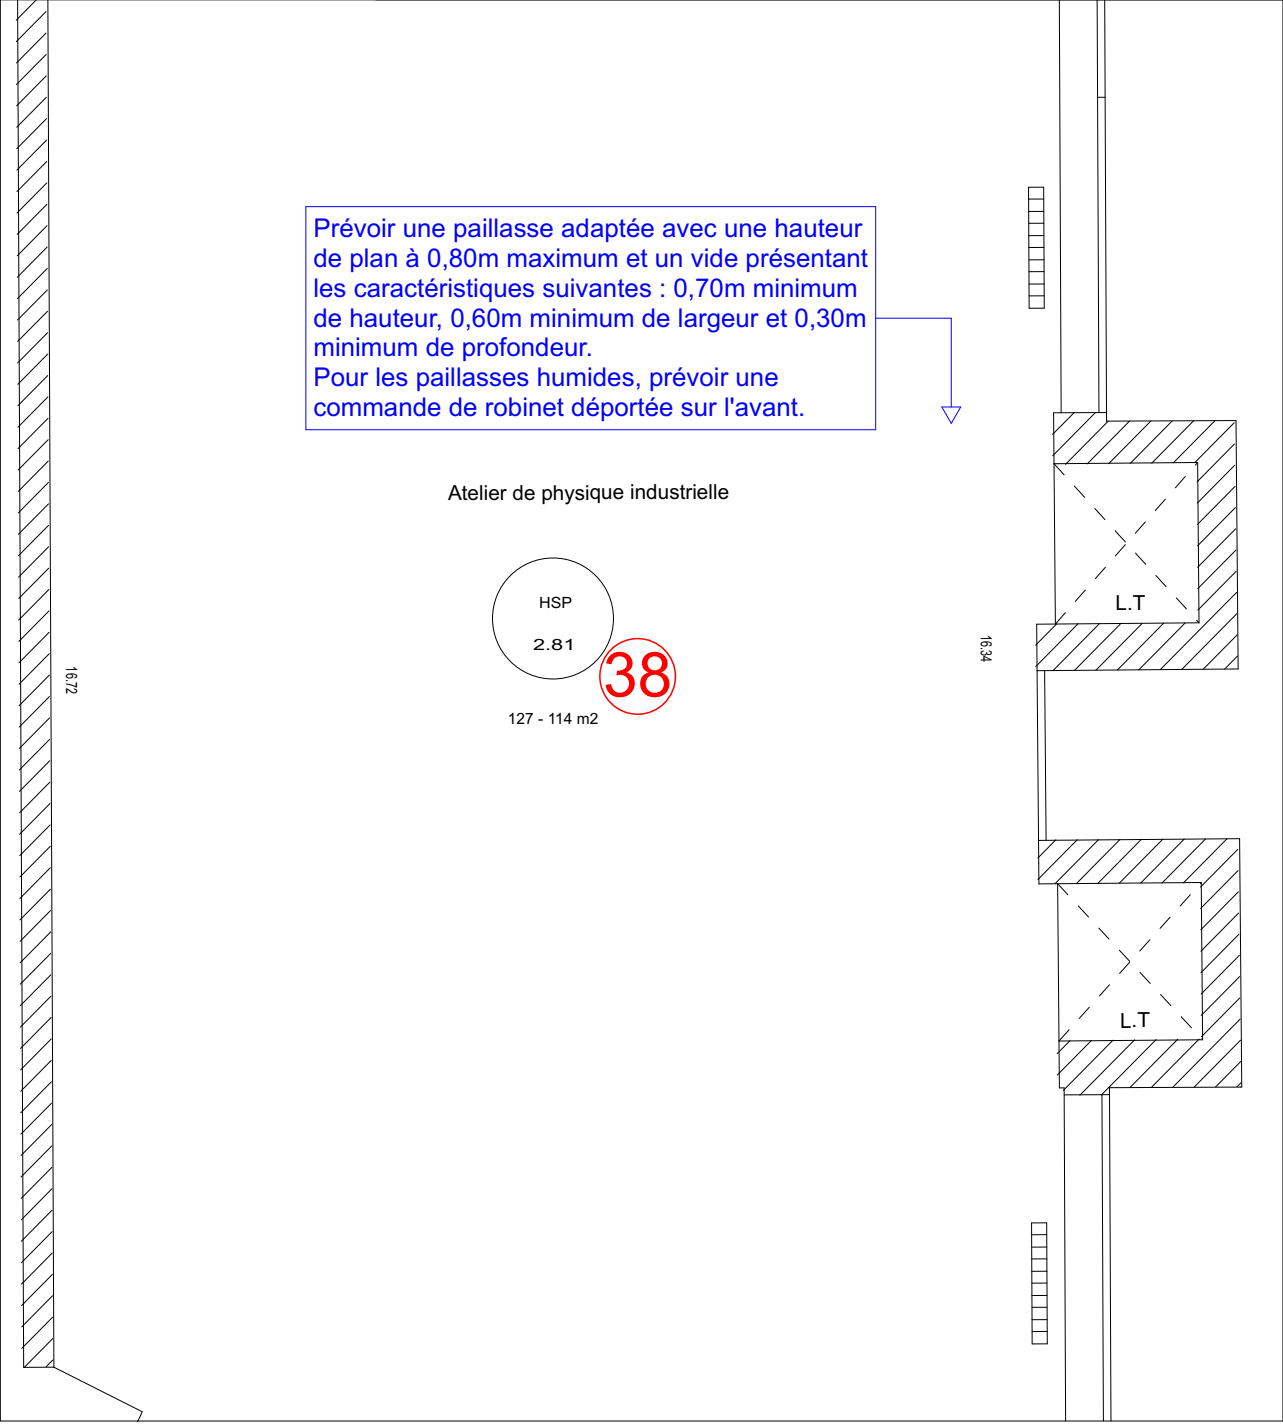 Prévoir une paillasse adaptée avec une hauteur
de plan à 0,80m maximum et un vide présentant
les caractéristiques suivantes : 0,70m minimum
de hauteur, 0,60m minimum de largeur et 0,30m
minimum de profondeur.
Pour les paillasses humides, prévoir une
commande de robinet déportée sur l'avant.
Atelier de physique industrielle
HSP
2.81
38
127 - 114 m2
16.72
16.34
L.T
L.T